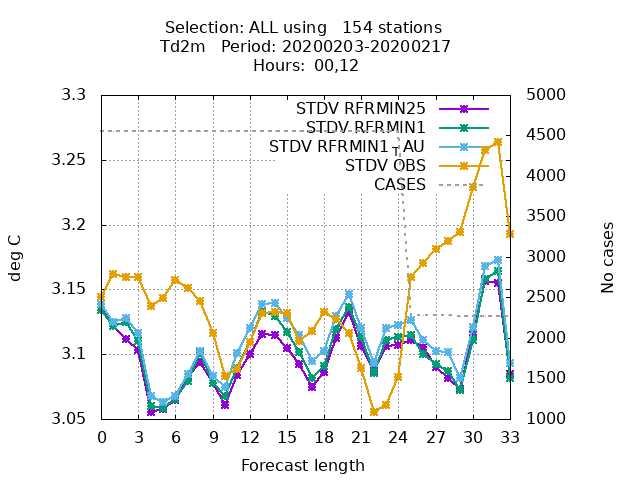 Selection: ALL using   154 stations
Td2m   Period: 20200203-20200217
Hours:  00,12
3.3
3.25
3.2
3.15
3.1
3.05
deg C
5000
4500
4000
3500
3000
2500
2000
1500
1000
No cases
STDV RFRMIN25
STDV RFRMIN1
STDV RFRMIN1_AU
STDV OBS
CASES
0 3 6 9 12 15 18 21 24 27 30 33
Forecast length